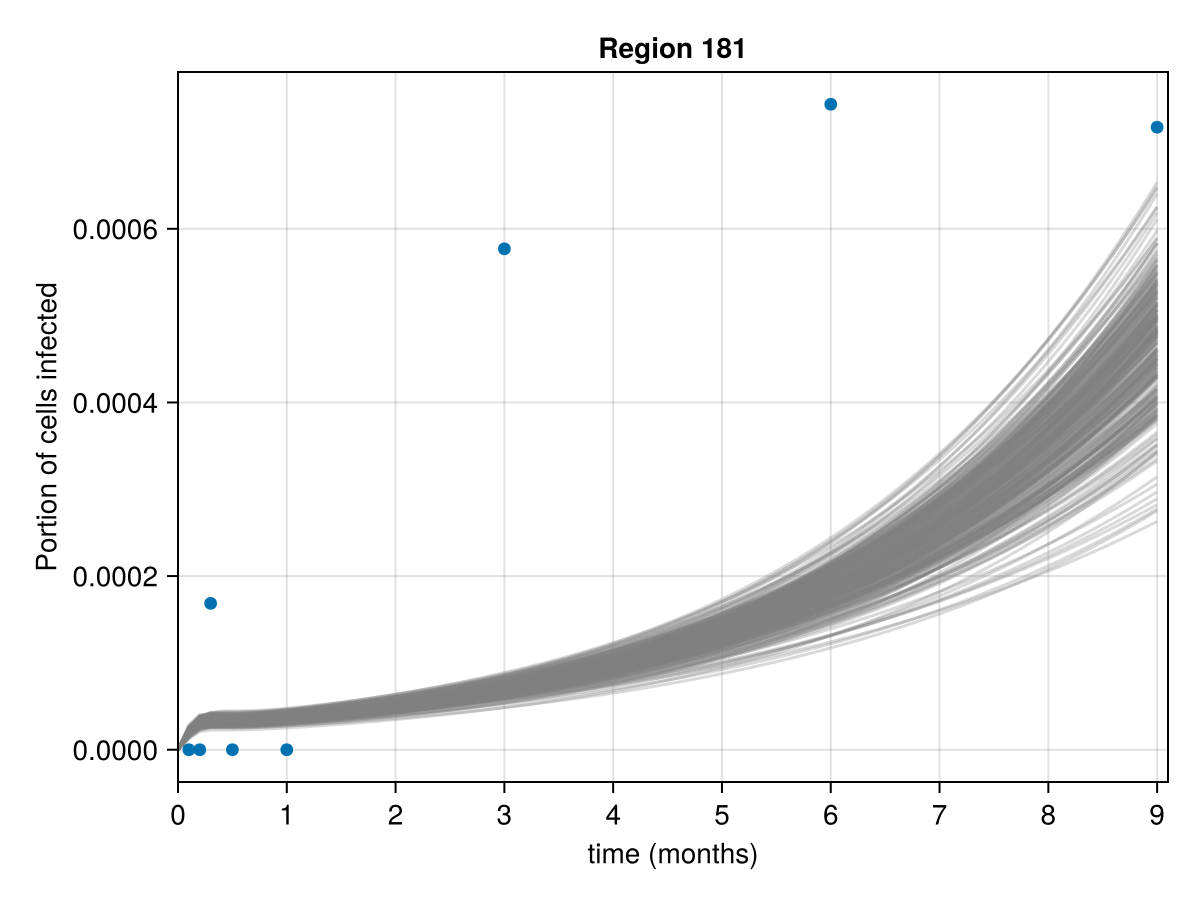 Region 181
Portion of cells infected
0.0006
0.0004
0.0002
0.0000
0 1 2 3 4 5 6 7 8 9
time (months)